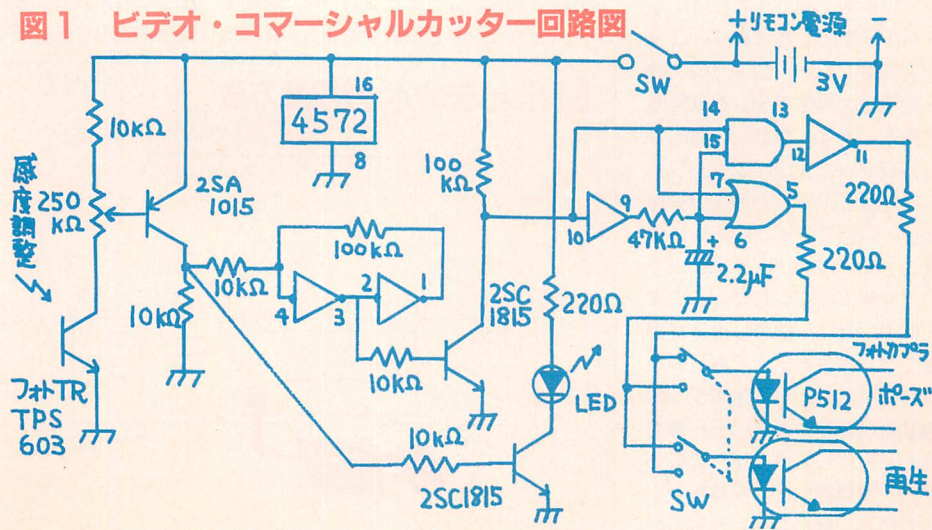 図1 ビデオ・コマーシャルカッター回路図
+リモコン電源 -
SW
3V
16
4572
8
10kΩ
感度調整
250
kΩ
2SA
1015
100
kΩ
14
15
13
12
11
7
5
6
9
10
47KΩ
+
2.2μF
220Ω
220Ω
100kΩ
10kΩ
4
3
2
1
10kΩ
10kΩ
2SC
1815
220Ω
LED
フォトTR
TPS
603
10kΩ
2SC1815
フォトカプラ
P512
ポーズ
SW
再生